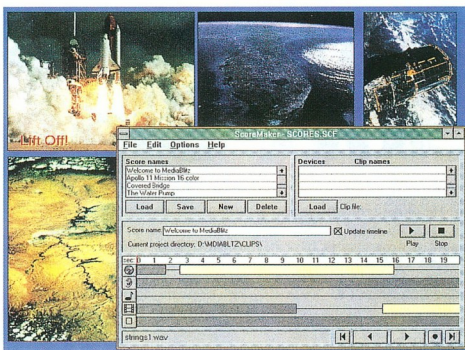 Lift Off!
ScoreMaker - SCORES.SCF
File Edit Options Help
Score names
Welcome to MediaBlitz
Apollo 11 Mission 16 color
Covered Bridge
The Water Pump
Load Save New Delete
Devices Clip names
Load Clip file:
Score name Welcome to MediaBlitz Update timeline Play Stop
Current project directory: D:\MDIABLTZ\CLIPS\
sec 0 1 2 3 4 5 6 7 8 9 10 11 12 13 14 15 16 17 18 19
strings1.wav